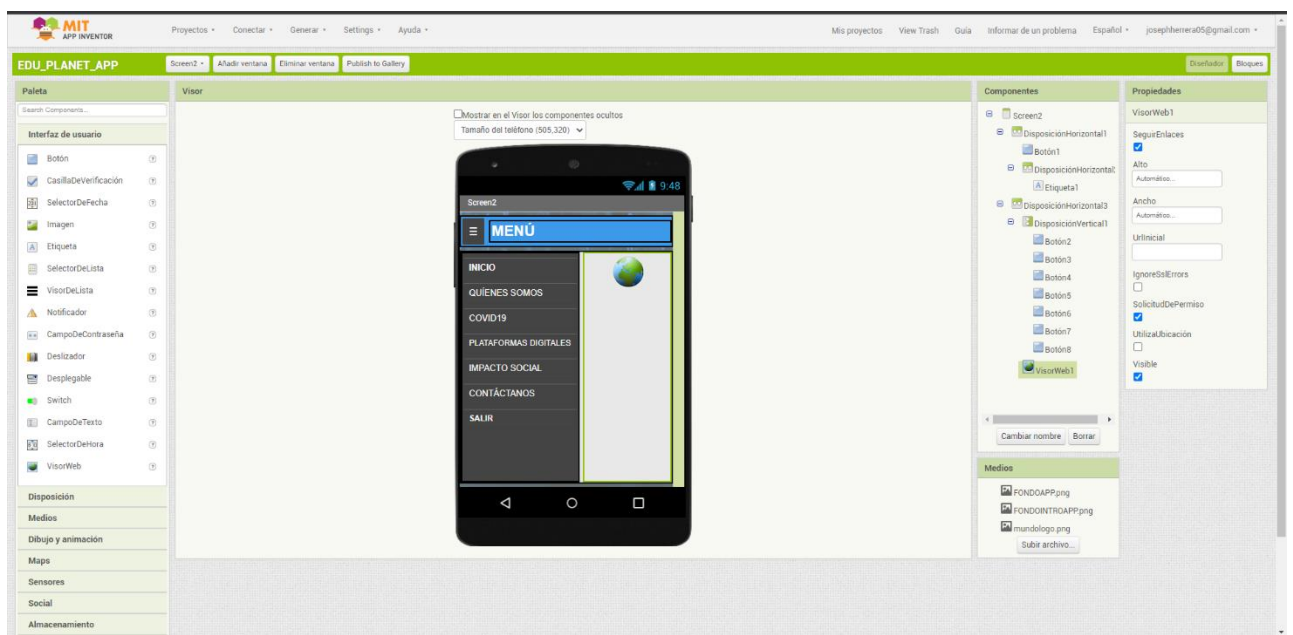 MIT
APP INVENTOR
Proyectos Conectar Generar Settings Ayuda
Mis proyectos View Trash Guía Informar de un problema Español josephherrera05@gmail.com
EDU_PLANET_APP
Screen2 Añadir ventana Eliminar ventana Publish to Gallery
Diseñador Bloques
Paleta
Search Components...
Interfaz de usuario
Botón
CasillaDeVerificación
SelectorDeFecha
Imagen
Etiqueta
SelectorDeLista
VisorDeLista
Notificador
CampoDeContraseña
Deslizador
Desplegable
Switch
CampoDeTexto
SelectorDeHora
VisorWeb
Disposición
Medios
Dibujo y animación
Maps
Sensores
Social
Almacenamiento
Visor
Mostrar en el Visor los componentes ocultos
Tamaño del teléfono (505,320)
9:48
Screen2
MENÚ
INICIO
QUÍENES SOMOS
COVID19
PLATAFORMAS DIGITALES
IMPACTO SOCIAL
CONTÁCTANOS
SALIR
Componentes
Screen2
DisposiciónHorizontal1
Botón1
DisposiciónHorizontal
Etiqueta1
DisposiciónHorizontal3
DisposiciónVertical1
Botón2
Botón3
Botón4
Botón5
Botón6
Botón7
Botón8
VisorWeb1
Cambiar nombre Borrar
Medios
FONDOAPP.png
FONDOINTROAPP.png
mundologo.png
Subir archivo...
Propiedades
VisorWeb1
SeguirEnlaces
Alto
Automático...
Ancho
Automático...
UrlInicial
IgnoreSslErrors
SolicitudDePermiso
UtilizaUbicación
Visible